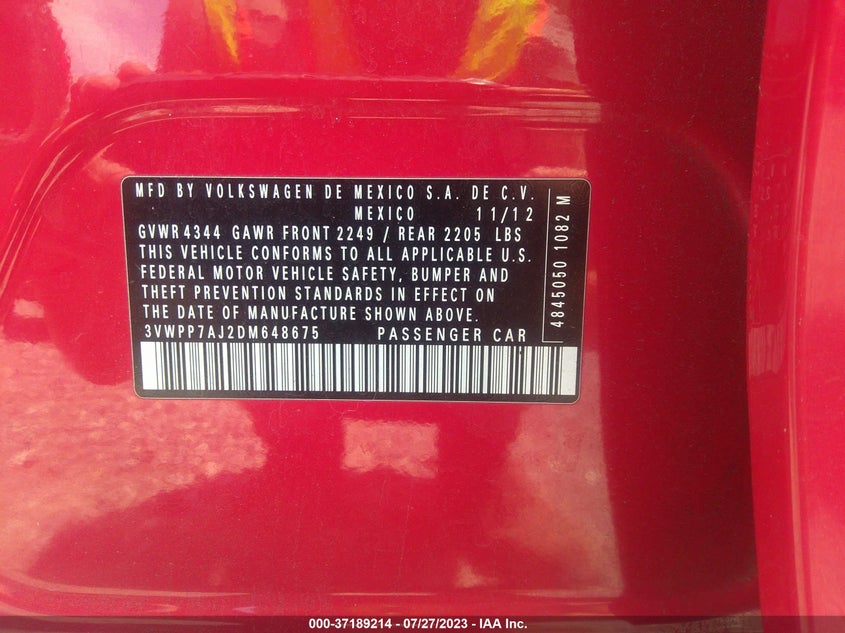 MFD BY VOLKSWAGEN DE MEXICO S.A. DE C.V.
MEXICO 11/12
GVWR 4344 GAWR FRONT 2249 / REAR 2205 LBS
THIS VEHICLE CONFORMS TO ALL APPLICABLE U.S.
FEDERAL MOTOR VEHICLE SAFETY, BUMPER AND
THEFT PREVENTION STANDARDS IN EFFECT ON
THE DATE OF MANUFACTURE SHOWN ABOVE.
3VWPP7AJ2DM648675 PASSENGER CAR
4845050 1082 M
000-37189214 - 07/27/2023 - IAA Inc.